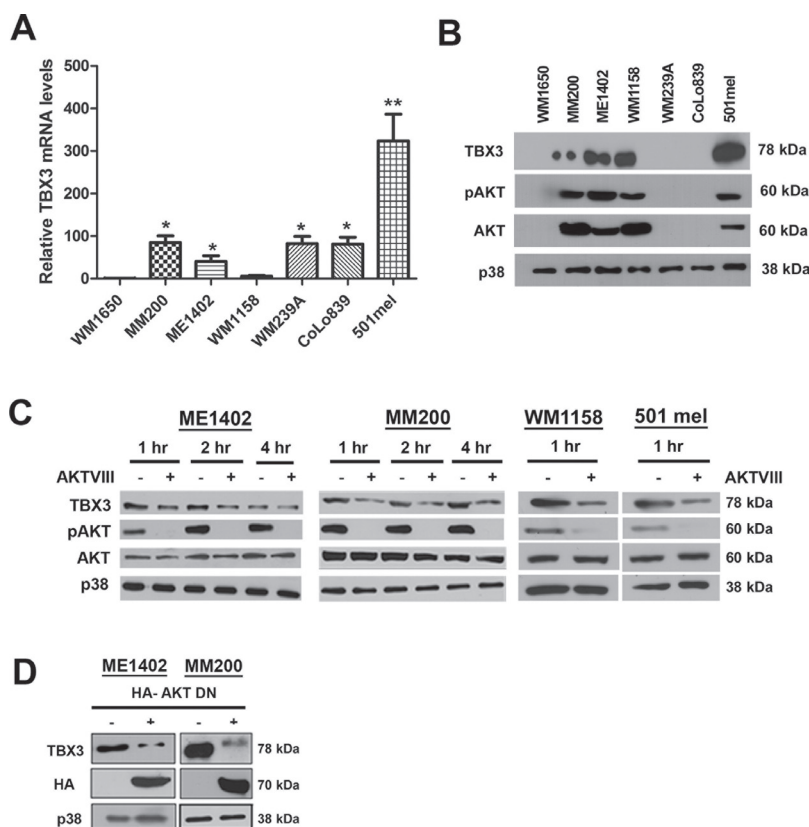 A
Relative TBX3 mRNA levels
500
400
300
200
100
0
*
*
*
*
**
WM1650
MM200
ME1402
WM1158
WM239A
CoLo839
501mel
B
WM1650
MM200
ME1402
WM1158
WM239A
CoLo839
501mel
TBX3 78 kDa
pAKT 60 kDa
AKT 60 kDa
p38 38 kDa
C
ME1402 MM200 WM1158 501 mel
1 hr 2 hr 4 hr 1 hr 2 hr 4 hr 1 hr 1 hr
AKTVIII - + - + - + - + - + - + - + - + AKTVIII
TBX3 78 kDa
pAKT 60 kDa
AKT 60 kDa
p38 38 kDa
D
ME1402 MM200
HA- AKT DN
- + - +
TBX3 78 kDa
HA 70 kDa
p38 38 kDa